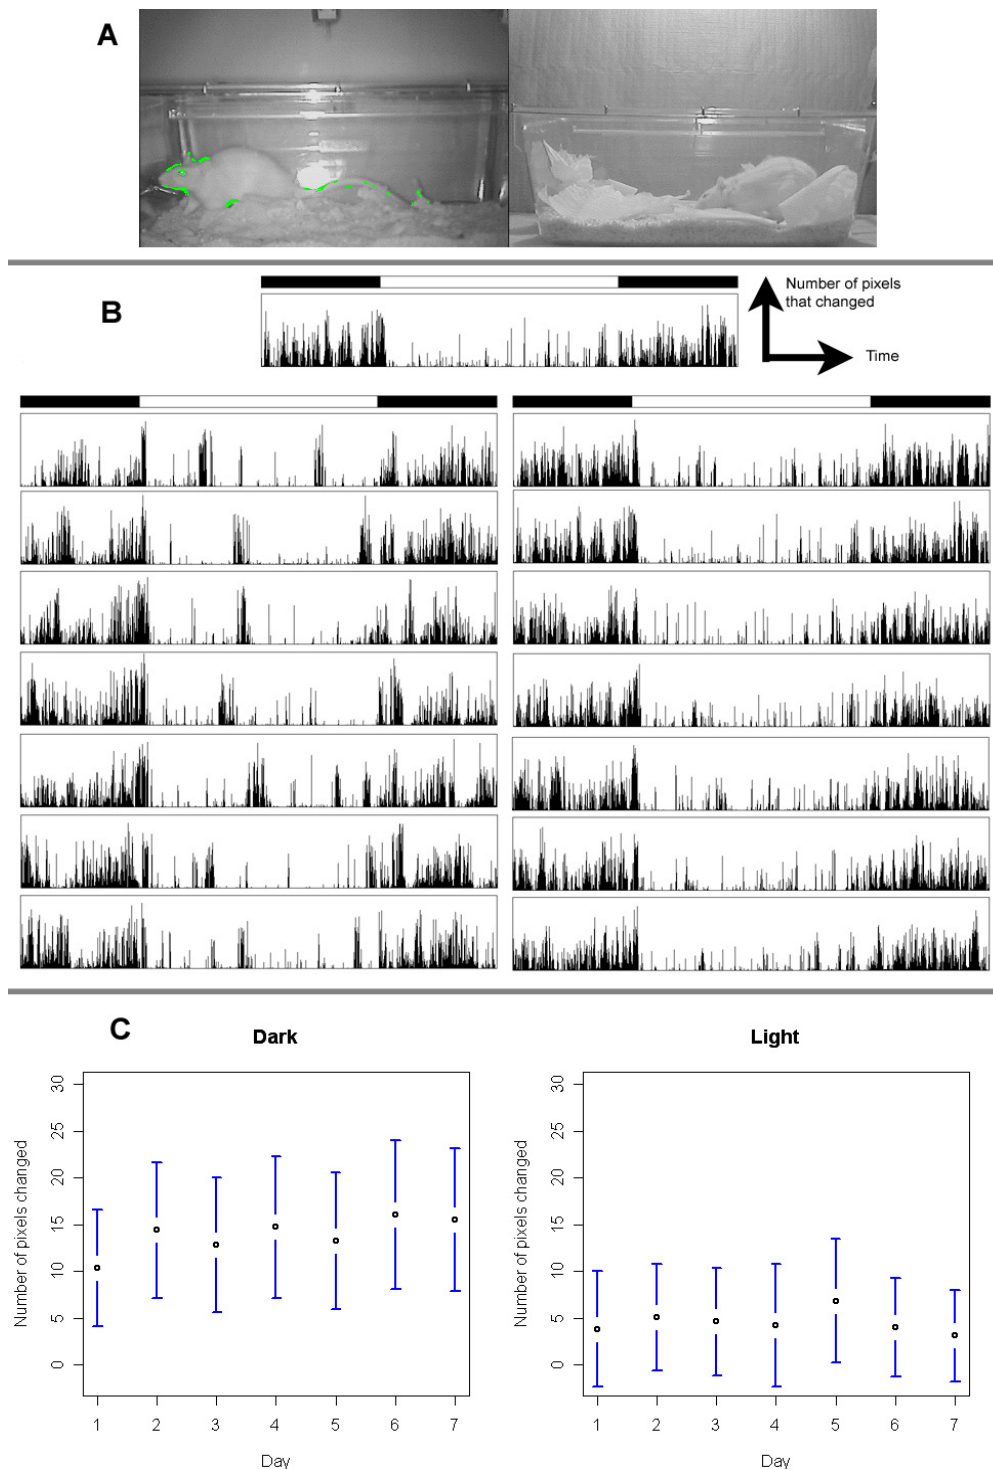 A
B
Number of pixels
that changed
Time
C
Dark
Light
Number of pixels changed
30
25
20
15
10
5
0
1 2 3 4 5 6 7
Day
Number of pixels changed
30
25
20
15
10
5
0
1 2 3 4 5 6 7
Day